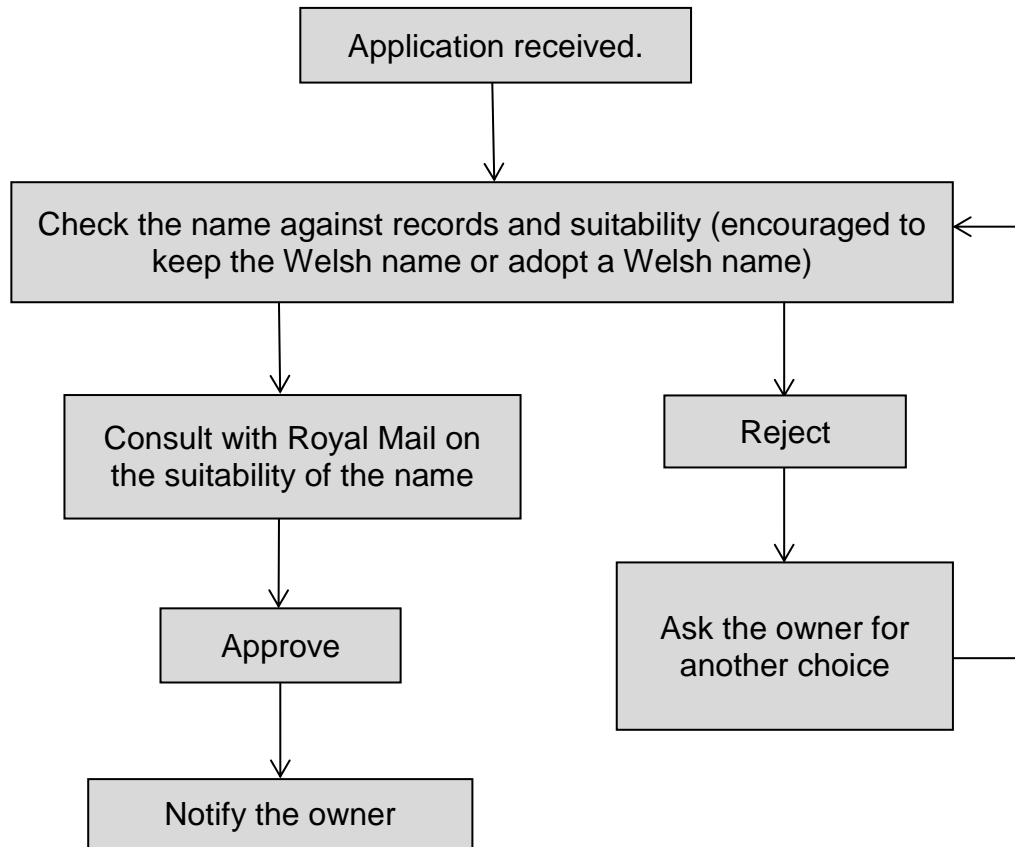 Application received.
Check the name against records and suitability (encouraged to
keep the Welsh name or adopt a Welsh name)
Consult with Royal Mail on
the suitability of the name
Reject
Approve
Ask the owner for
another choice
Notify the owner